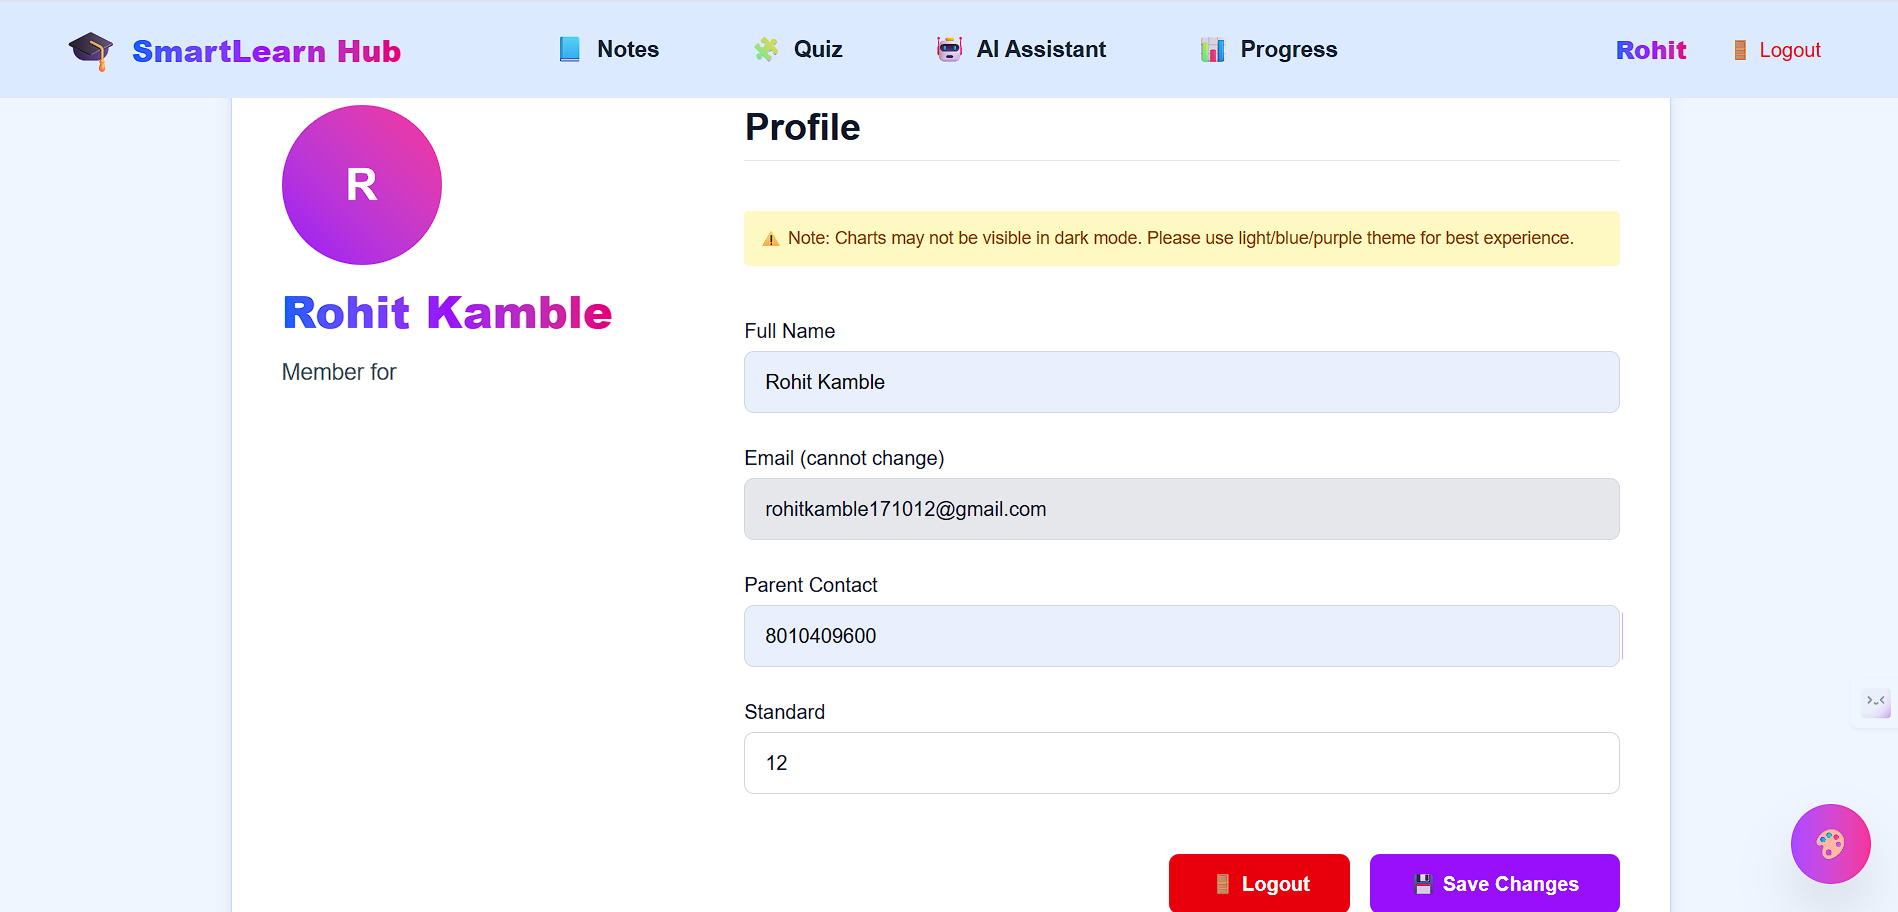 SmartLearn Hub
Notes
Quiz
AI Assistant
Progress
Rohit
Logout
R
Rohit Kamble
Member for
Profile
Note: Charts may not be visible in dark mode. Please use light/blue/purple theme for best experience.
Full Name
Rohit Kamble
Email (cannot change)
rohitkamble171012@gmail.com
Parent Contact
8010409600
Standard
12
Logout
Save Changes